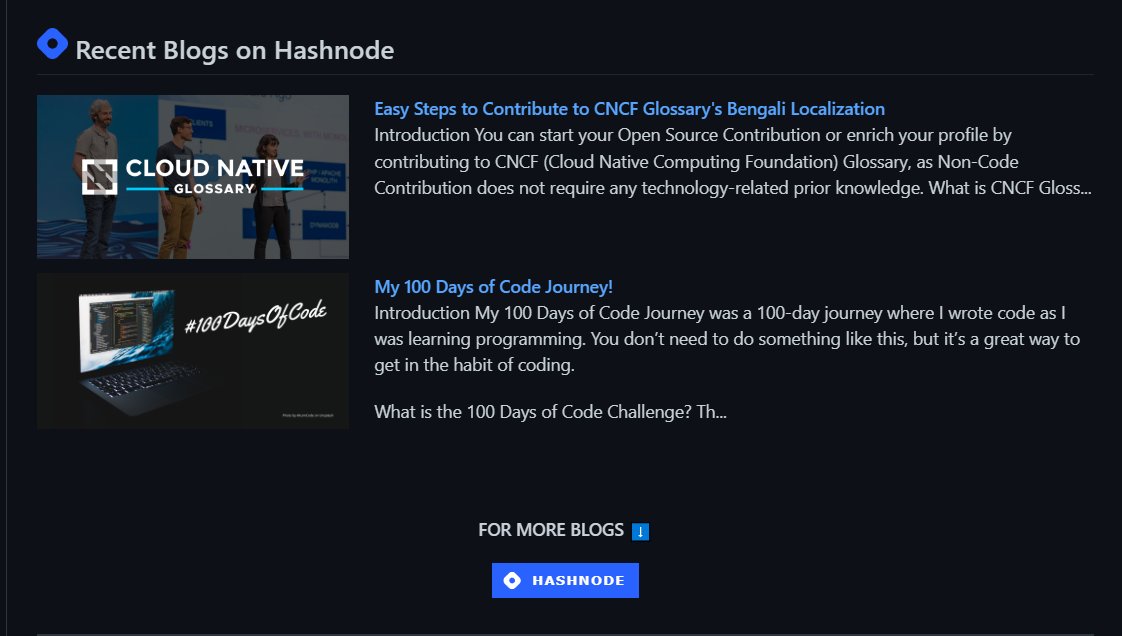 Recent Blogs on Hashnode
CLIENTS
CLOUD NATIVE
GLOSSARY
DYNAMODB
Easy Steps to Contribute to CNCF Glossary's Bengali Localization
Introduction You can start your Open Source Contribution or enrich your profile by
contributing to CNCF (Cloud Native Computing Foundation) Glossary, as Non-Code
Contribution does not require any technology-related prior knowledge. What is CNCF Gloss...
#100DaysOfCode
My 100 Days of Code Journey!
Introduction My 100 Days of Code Journey was a 100-day journey where I wrote code as I
was learning programming. You don’t need to do something like this, but it’s a great way to
get in the habit of coding.
What is the 100 Days of Code Challenge? Th...
FOR MORE BLOGS ⬇
HASHNODE